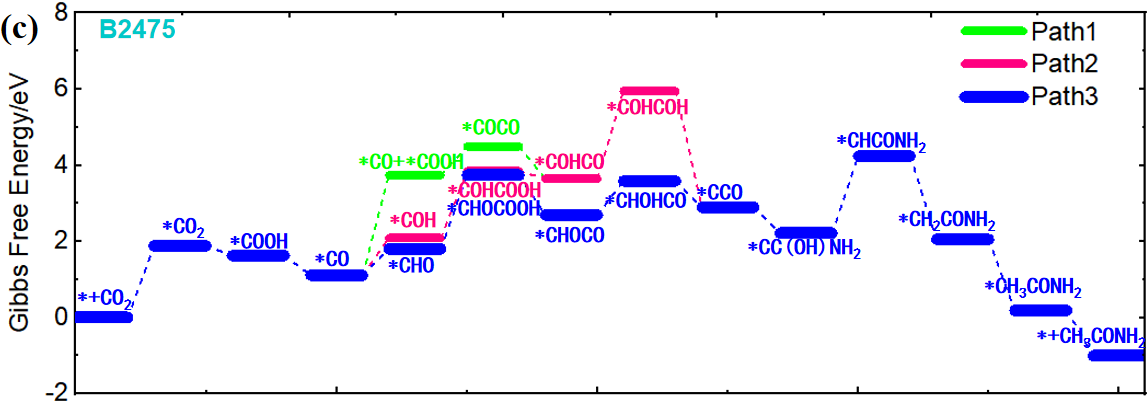 (c)
B2475
Gibbs Free Energy/eV
8
6
4
2
0
-2
Path1
Path2
Path3
*+CO₂
*CO₂
*COOH
*CO
*CO+*COOH
*COH
*CHO
*COCO
*COHCOOH
*CHOCOOH
*COHCO
*CHOCO
*COHCOH
*CHOHCO
*CCO
*CC(OH)NH₂
*CHCONH₂
*CH₂CONH₂
*CH₃CONH₂
*+CH₃CONH₂